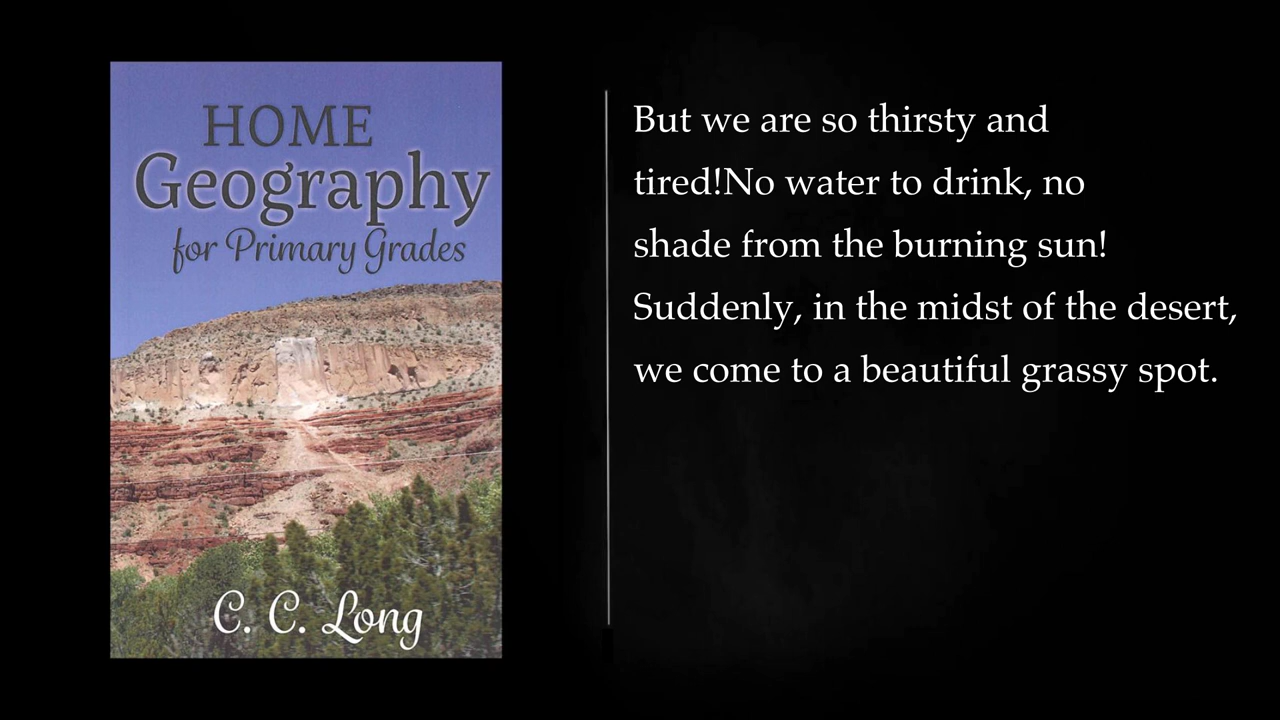 HOME
Geography
for Primary Grades
C. C. Long
But we are so thirsty and
tired!No water to drink, no
shade from the burning sun!
Suddenly, in the midst of the desert,
we come to a beautiful grassy spot.